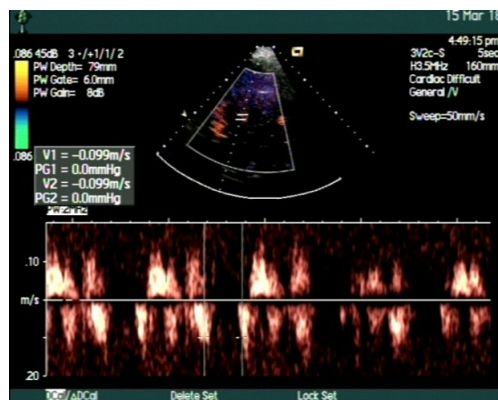 15 Mar 18
4:49:15 pm
.086 45dB 3 •/+1/1/ 2
PW Depth= 79mm
PW Gate= 6.0mm
PW Gain= 8dB
3V2c-S 5sec
H3.5MHz 160mm
Cardiac Difficult
General /V
Sweep=50mm/s
.086
V1 = -0.099m/s
PG1 = 0.0mmHg
V2 = -0.099m/s
PG2 = 0.0mmHg
.10
m/s
.20
Delete Set
Lock Set